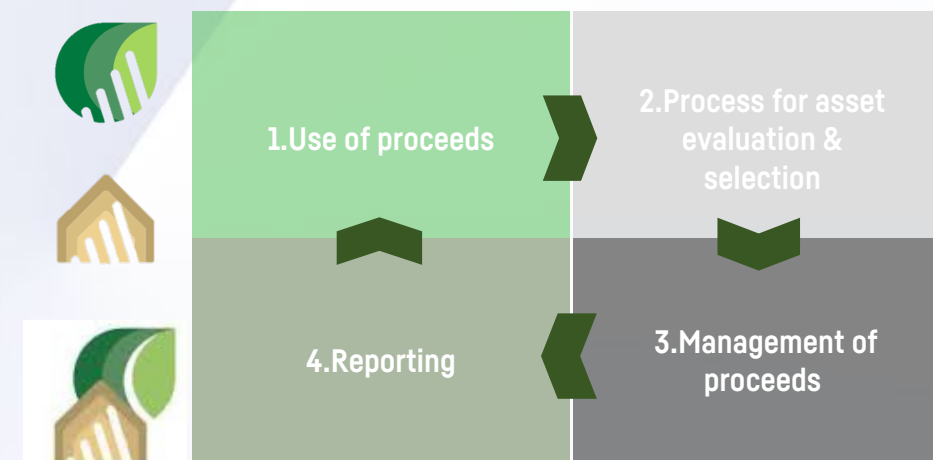 1.Use of proceeds
2.Process for asset
evaluation &
selection
3.Management of
proceeds
4.Reporting